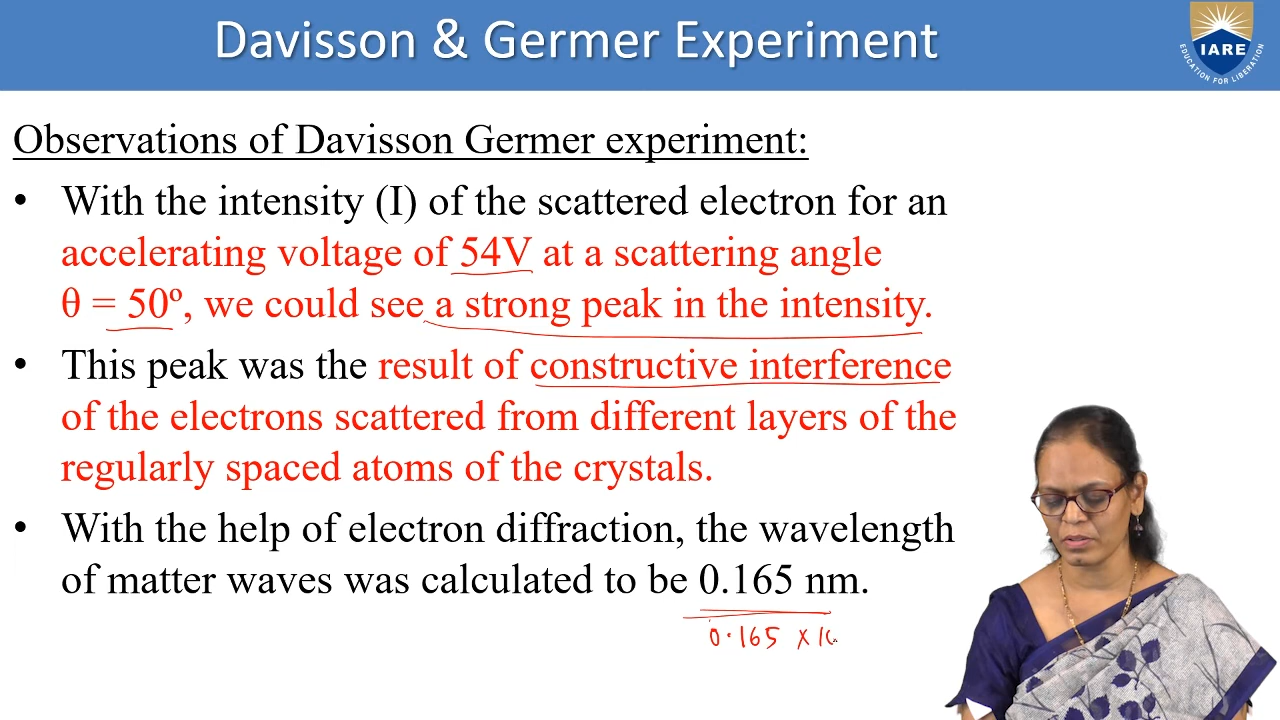 Davisson & Germer Experiment
IARE
EDUCATION FOR LIBERATION
Observations of Davisson Germer experiment:
• With the intensity (I) of the scattered electron for an
accelerating voltage of 54V at a scattering angle
θ = 50º, we could see a strong peak in the intensity.
• This peak was the result of constructive interference
of the electrons scattered from different layers of the
regularly spaced atoms of the crystals.
• With the help of electron diffraction, the wavelength
of matter waves was calculated to be 0.165 nm.
0.165 ×